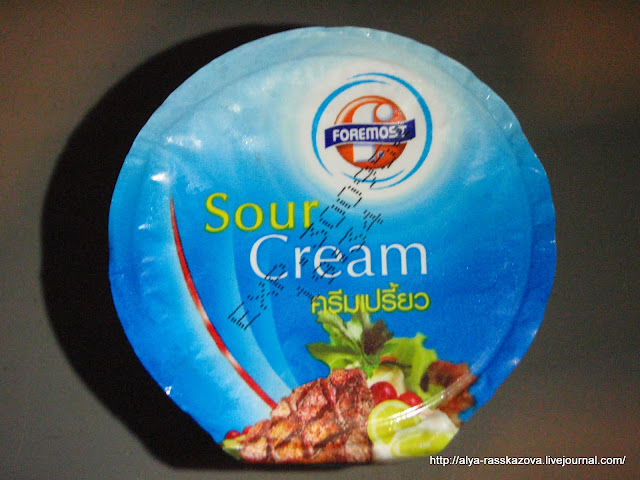 FOREMOST
Sour
Cream
ครีมเปรี้ยว
http://alya-rasskazova.livejournal.com/